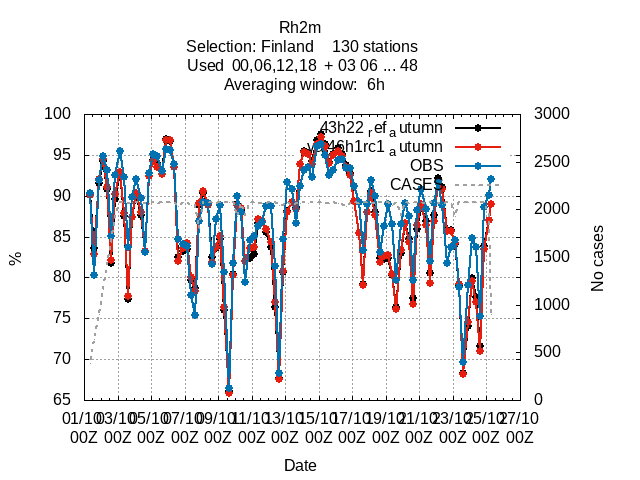 Rh2m
Selection: Finland 130 stations
Used 00,06,12,18 + 03 06 ... 48
Averaging window: 6h
100 3000
43h22_ref_autumn
95 2500
OBS
90 CASES 2000
85 1500
%
No cases
80
75 1000
70 500
65 0
01/10 03/10 05/10 07/10 09/10 11/10 13/10 15/10 17/10 19/10 21/10 23/10 25/10 27/10
00Z 00Z 00Z 00Z 00Z 00Z 00Z 00Z 00Z 00Z 00Z 00Z 00Z 00Z
Date